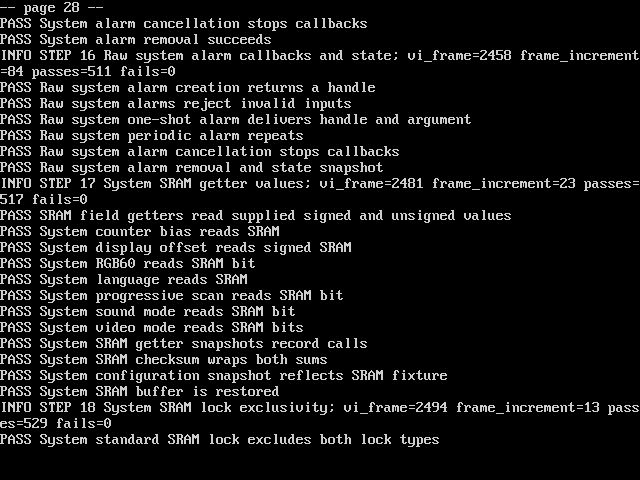 -- page 28 --
PASS System alarm cancellation stops callbacks
PASS System alarm removal succeeds
INFO STEP 16 Raw system alarm callbacks and state; vi_frame=2458 frame_increment
=84 passes=511 fails=0
PASS Raw system alarm creation returns a handle
PASS Raw system alarms reject invalid inputs
PASS Raw system one-shot alarm delivers handle and argument
PASS Raw system periodic alarm repeats
PASS Raw system alarm cancellation stops callbacks
PASS Raw system alarm removal and state snapshot
INFO STEP 17 System SRAM getter values; vi_frame=2481 frame_increment=23 passes=
517 fails=0
PASS SRAM field getters read supplied signed and unsigned values
PASS System counter bias reads SRAM
PASS System display offset reads signed SRAM
PASS System RGB60 reads SRAM bit
PASS System language reads SRAM
PASS System progressive scan reads SRAM bit
PASS System sound mode reads SRAM bit
PASS System video mode reads SRAM bits
PASS System SRAM getter snapshots record calls
PASS System SRAM checksum wraps both sums
PASS System configuration snapshot reflects SRAM fixture
PASS System SRAM buffer is restored
INFO STEP 18 System SRAM lock exclusivity; vi_frame=2494 frame_increment=13 pass
es=529 fails=0
PASS System standard SRAM lock excludes both lock types